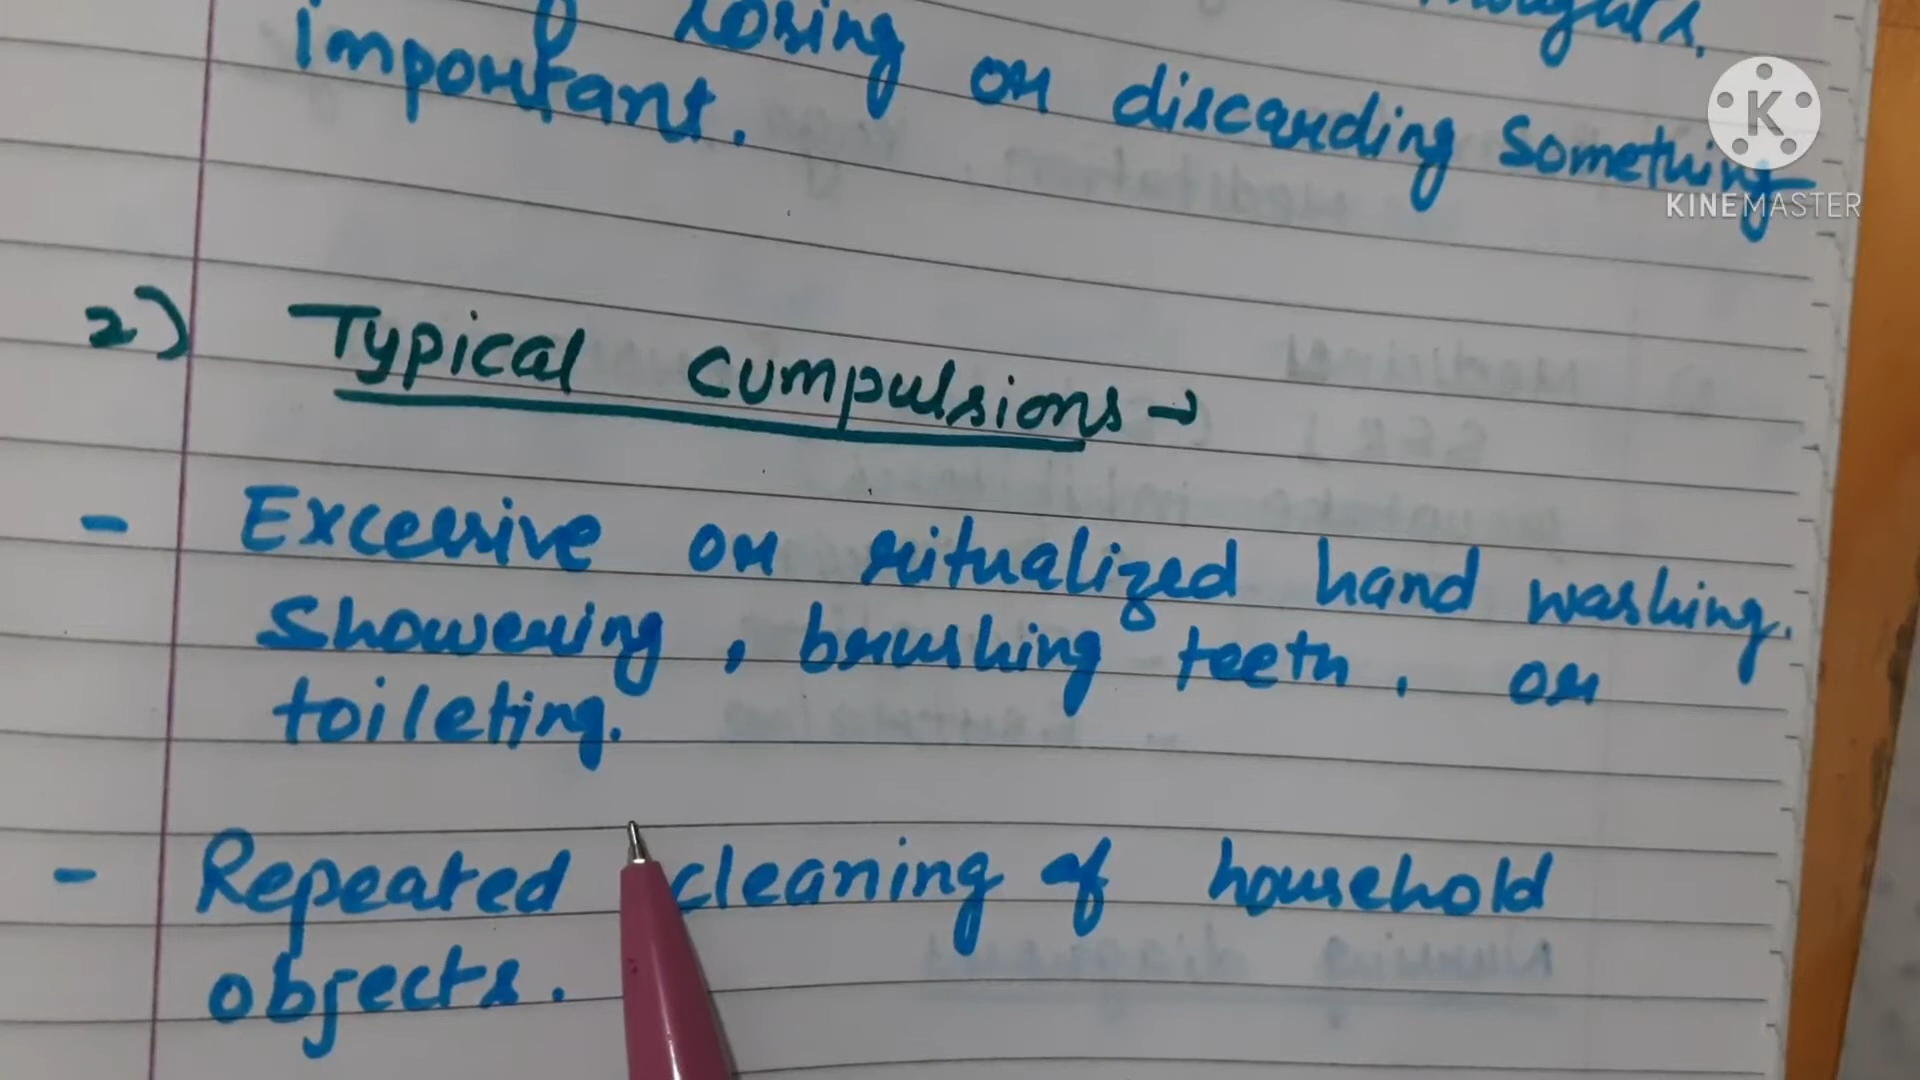 losing or discarding Something
important.
KINEMASTER
2) Typical cumpulsions →
- Excessive or ritualized hand washing.
showering, brushing teeth, or
toileting.
- Repeated cleaning of household
objects.